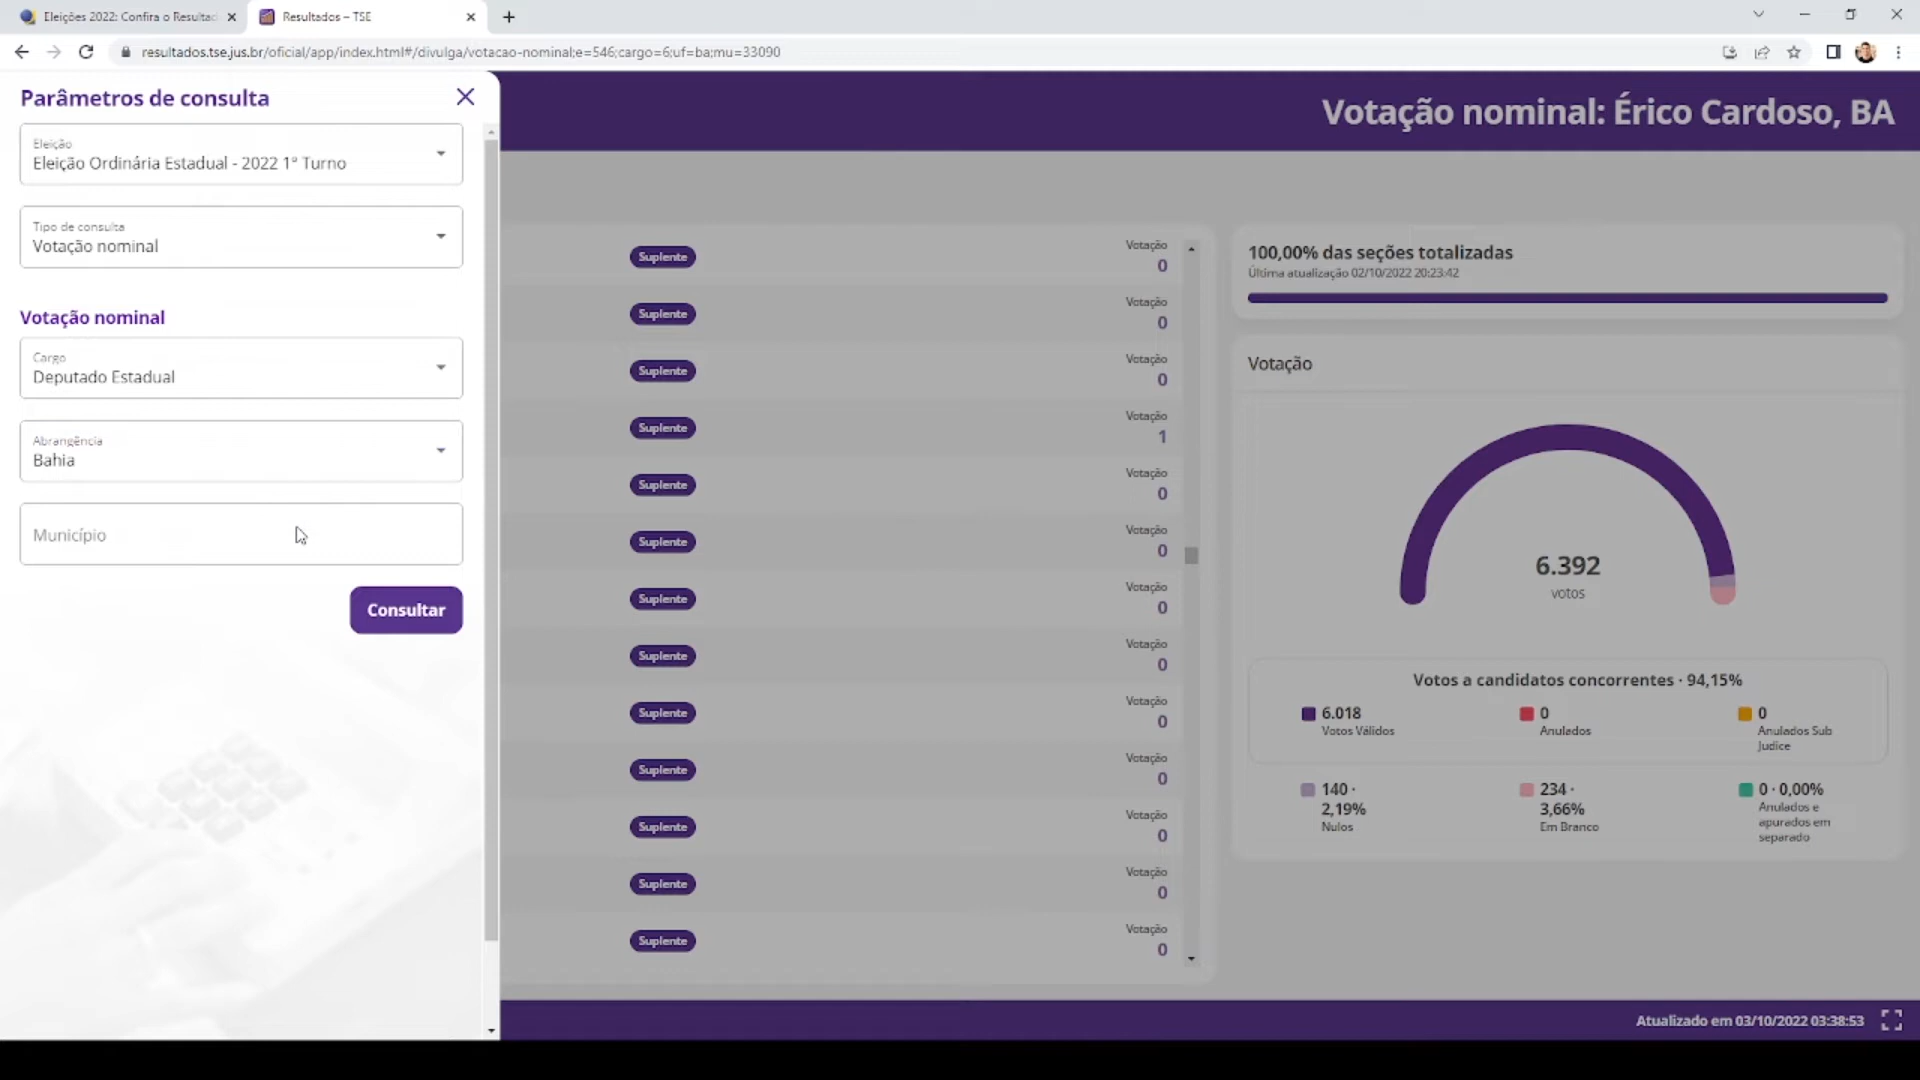 Eleições 2022: Confira o Resultad
Resultados – TSE
resultados.tse.jus.br/oficial/app/index.html#/divulga/votacao-nominal;e=546;cargo=6;uf=ba;mu=33090
Parâmetros de consulta
Eleição
Eleição Ordinária Estadual - 2022 1º Turno
Tipo de consulta
Votação nominal
Votação nominal
Cargo
Deputado Estadual
Abrangência
Bahia
Município
Consultar
Votação nominal: Érico Cardoso, BA
Suplente
Votação
0
Suplente
Votação
0
Suplente
Votação
0
Suplente
Votação
1
Suplente
Votação
0
Suplente
Votação
0
Suplente
Votação
0
Suplente
Votação
0
Suplente
Votação
0
Suplente
Votação
0
Suplente
Votação
0
Suplente
Votação
0
Suplente
Votação
0
100,00% das seções totalizadas
Última atualização 02/10/2022 20:23:42
Votação
6.392
votos
Votos a candidatos concorrentes · 94,15%
6.018
Votos Válidos
0
Anulados
0
Anulados Sub
Judice
140 ·
2,19%
Nulos
234 ·
3,66%
Em Branco
0 · 0,00%
Anulados e
apurados em
separado
Atualizado em 03/10/2022 03:38:53